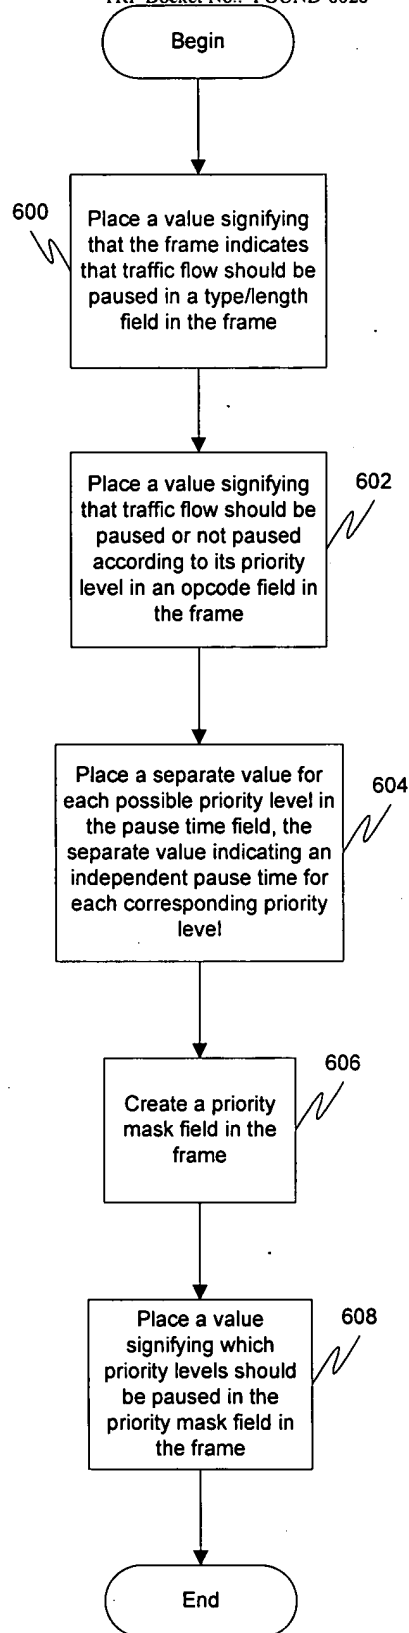 Docket No.:
Begin
600
Place a value signifying
that the frame indicates
that traffic flow should be
paused in a type/length
field in the frame
602
Place a value signifying
that traffic flow should be
paused or not paused
according to its priority
level in an opcode field in
the frame
604
Place a separate value for
each possible priority level in
the pause time field, the
separate value indicating an
independent pause time for
each corresponding priority
level
606
Create a priority
mask field in the
frame
608
Place a value
signifying which
priority levels should
be paused in the
priority mask field in
the frame
End